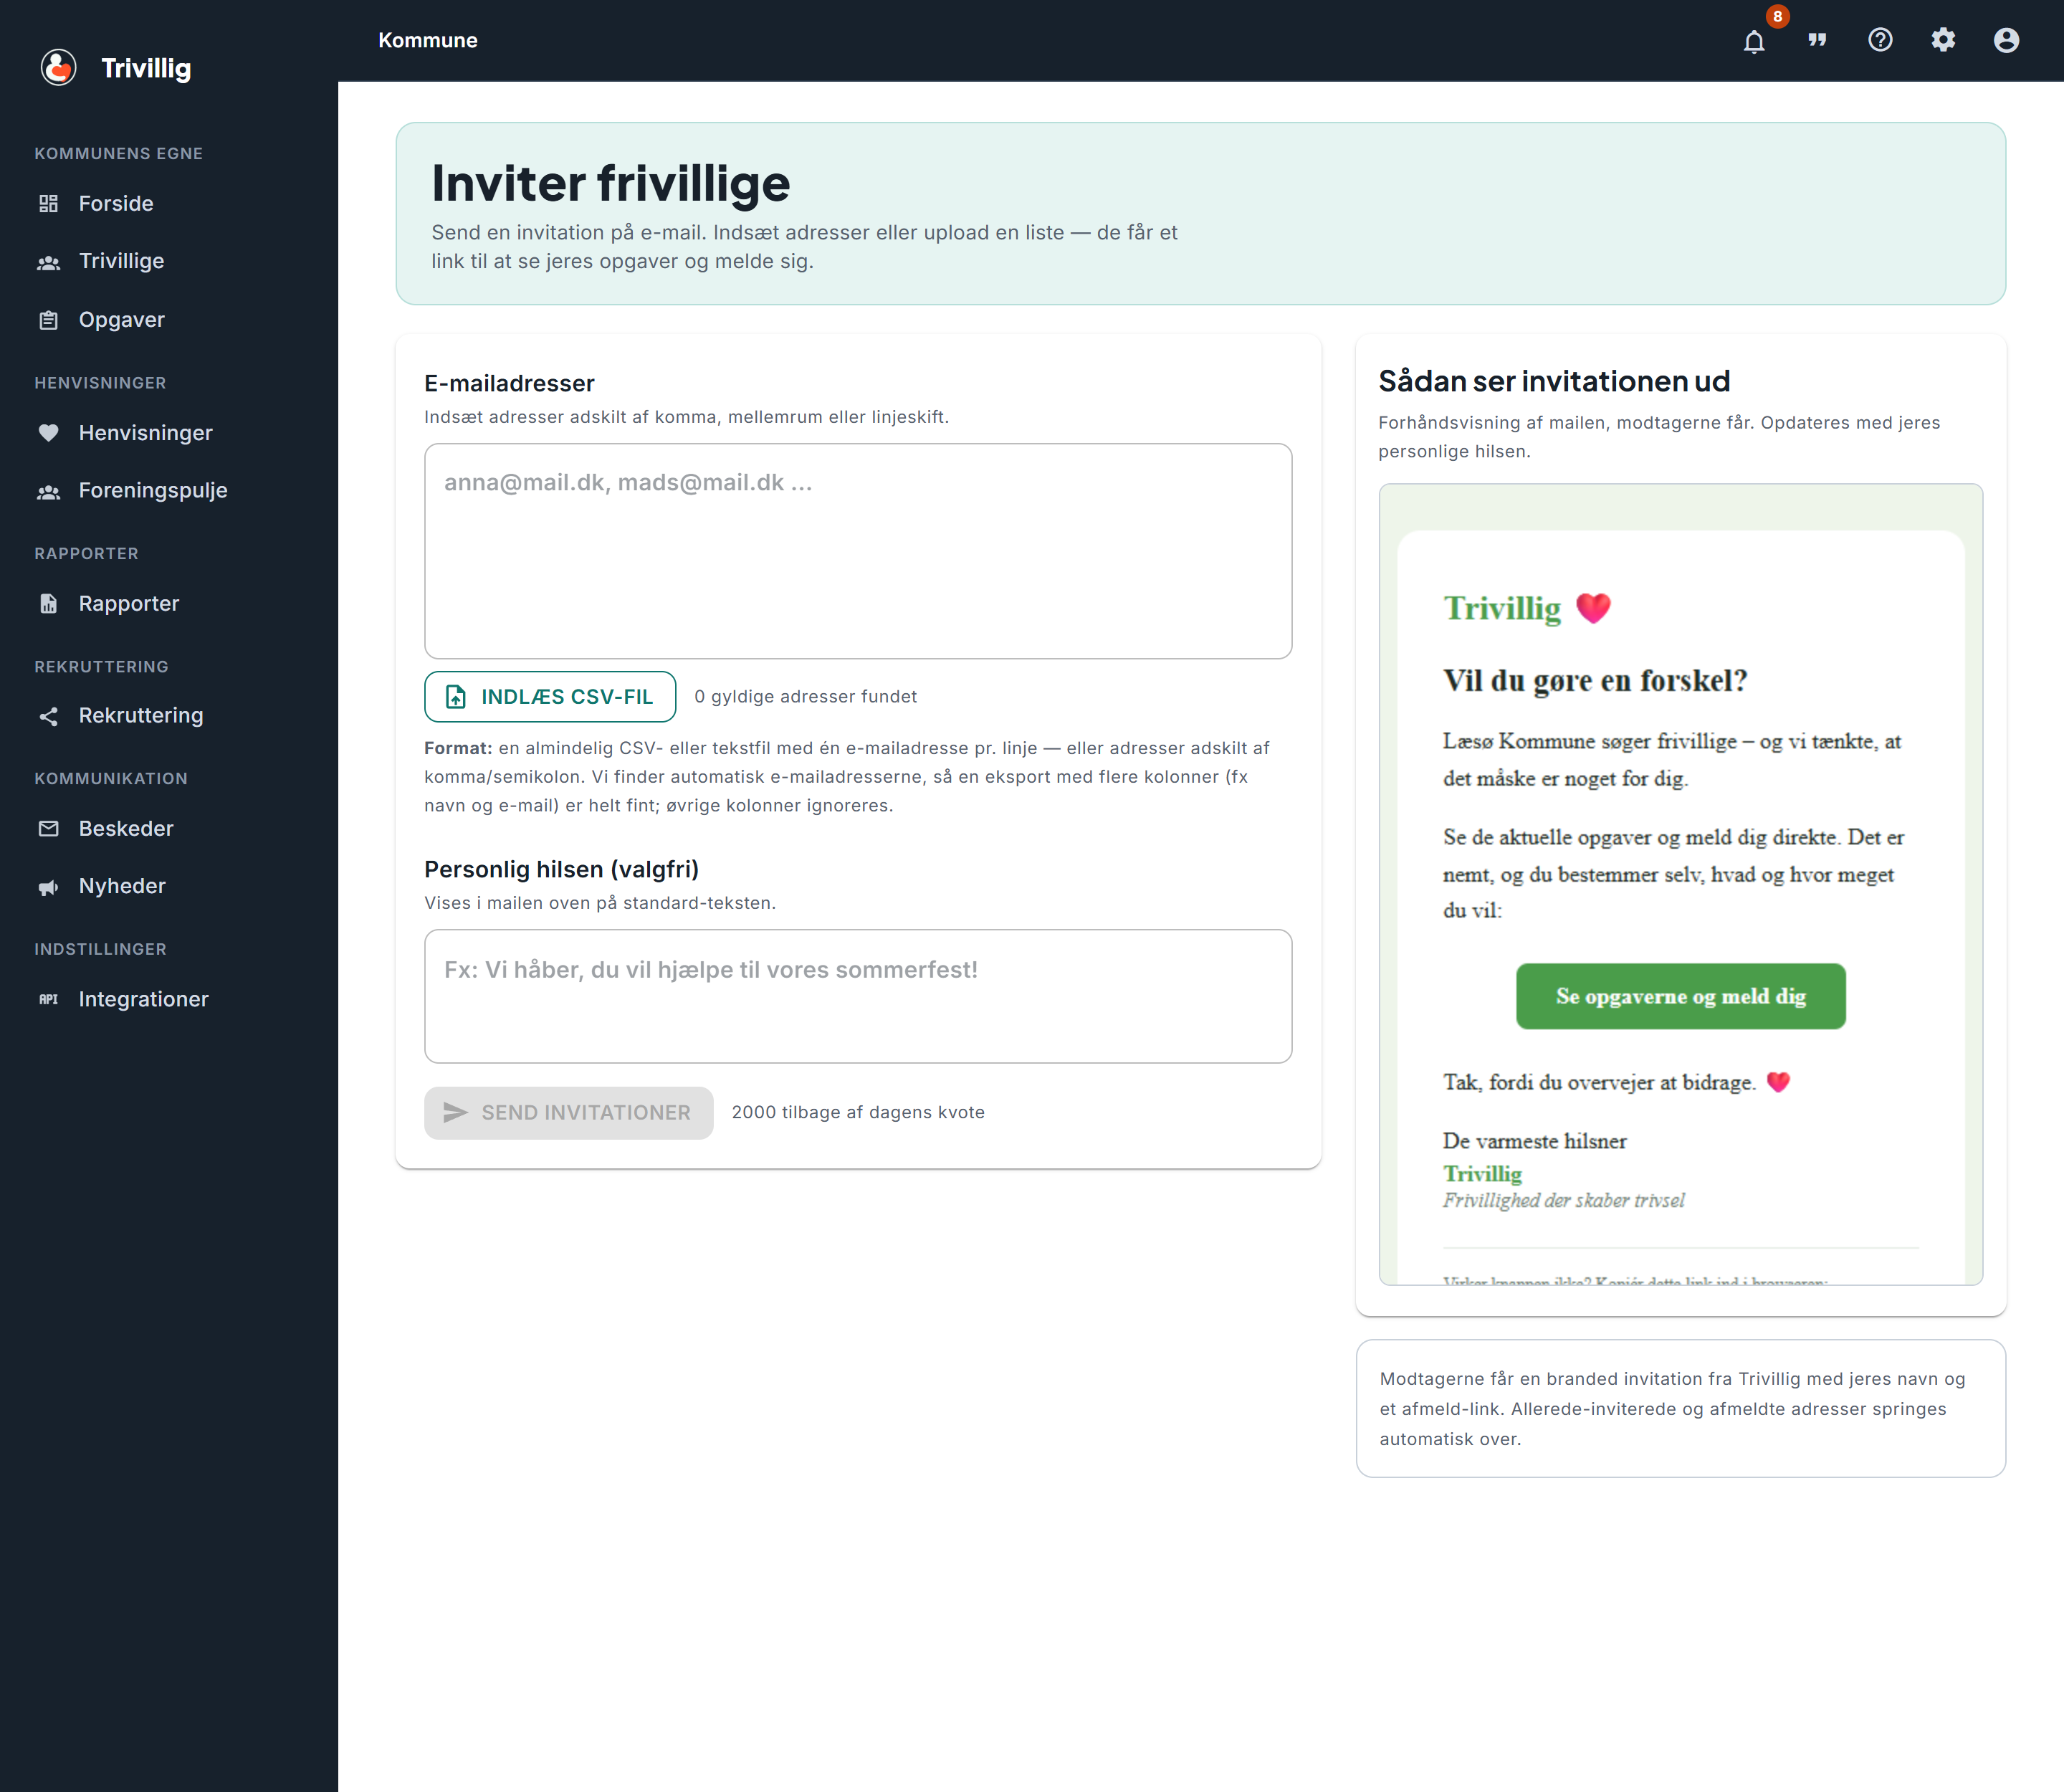 Trivillig
Kommune
8
KOMMUNENS EGNE
Forside
Trivillige
Opgaver
HENVISNINGER
Henvisninger
Foreningspulje
RAPPORTER
Rapporter
REKRUTTERING
Rekruttering
KOMMUNIKATION
Beskeder
Nyheder
INDSTILLINGER
API Integrationer
Inviter frivillige
Send en invitation på e-mail. Indsæt adresser eller upload en liste — de får et
link til at se jeres opgaver og melde sig.
E-mailadresser
Indsæt adresser adskilt af komma, mellemrum eller linjeskift.
anna@mail.dk, mads@mail.dk ...
INDLÆS CSV-FIL
0 gyldige adresser fundet
Format: en almindelig CSV- eller tekstfil med én e-mailadresse pr. linje — eller adresser adskilt af
komma/semikolon. Vi finder automatisk e-mailadresserne, så en eksport med flere kolonner (fx
navn og e-mail) er helt fint; øvrige kolonner ignoreres.
Personlig hilsen (valgfri)
Vises i mailen oven på standard-teksten.
Fx: Vi håber, du vil hjælpe til vores sommerfest!
SEND INVITATIONER
2000 tilbage af dagens kvote
Sådan ser invitationen ud
Forhåndsvisning af mailen, modtagerne får. Opdateres med jeres
personlige hilsen.
Trivillig
Vil du gøre en forskel?
Læsø Kommune søger frivillige – og vi tænkte, at
det måske er noget for dig.
Se de aktuelle opgaver og meld dig direkte. Det er
nemt, og du bestemmer selv, hvad og hvor meget
du vil:
Se opgaverne og meld dig
Tak, fordi du overvejer at bidrage.
De varmeste hilsner
Trivillig
Frivillighed der skaber trivsel
Virker knappen ikke? Kopiér dette link ind i browseren:
Modtagerne får en branded invitation fra Trivillig med jeres navn og
et afmeld-link. Allerede-inviterede og afmeldte adresser springes
automatisk over.